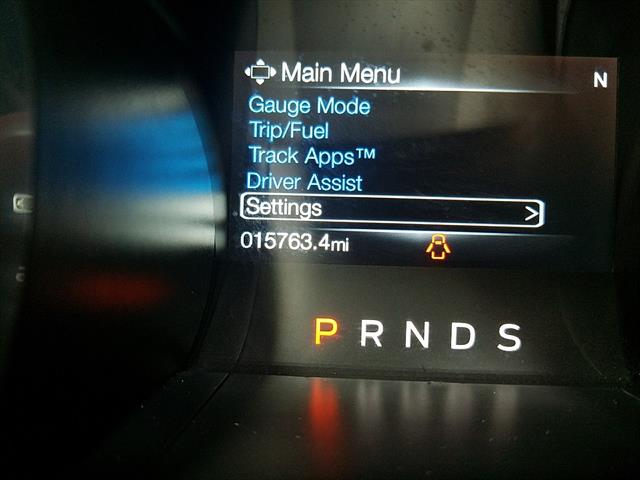 Main Menu N
Gauge Mode
Trip/Fuel
Track Apps™
Driver Assist
Settings >
015763.4mi
P R N D S